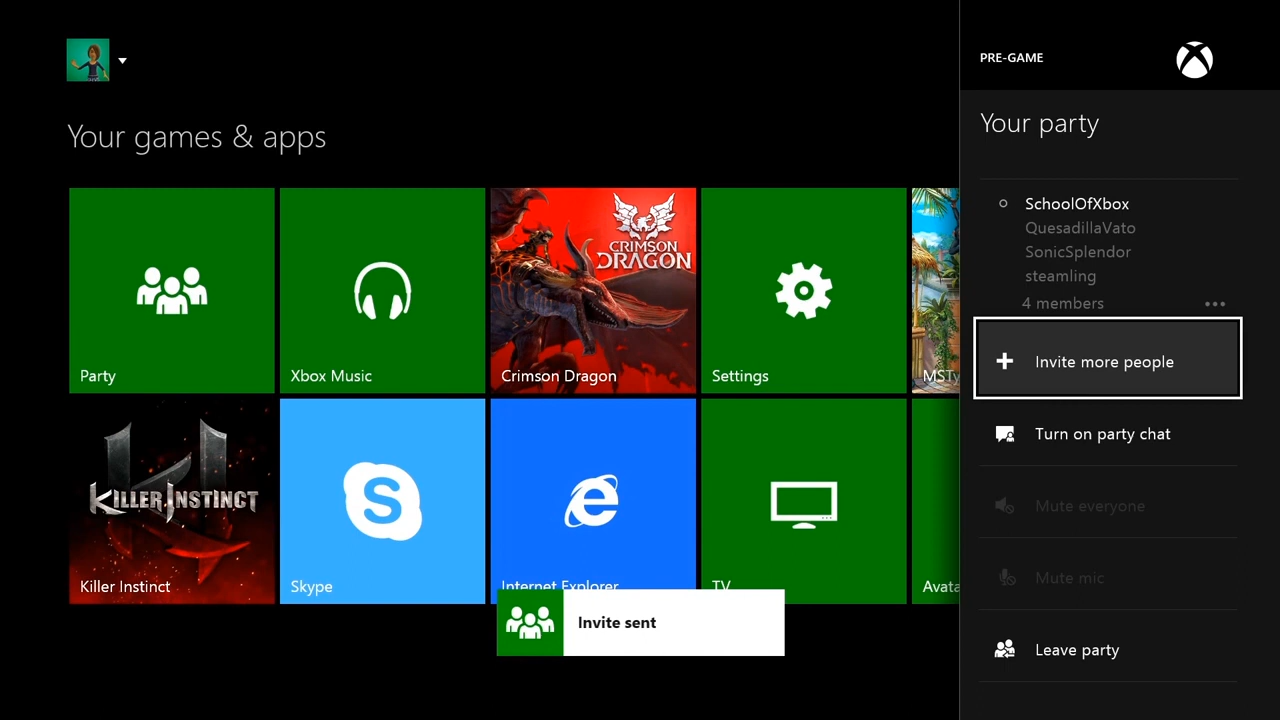 PRE-GAME
Your games & apps
Party
Xbox Music
CRIMSON
DRAGON
Crimson Dragon
Settings
MSTy
KILLER INSTINCT
Killer Instinct
Skype
Internet Explorer
TV
Avata
Invite sent
Your party
SchoolOfXbox
QuesadillaVato
SonicSplendor
steamling
4 members
Invite more people
Turn on party chat
Mute everyone
Mute mic
Leave party